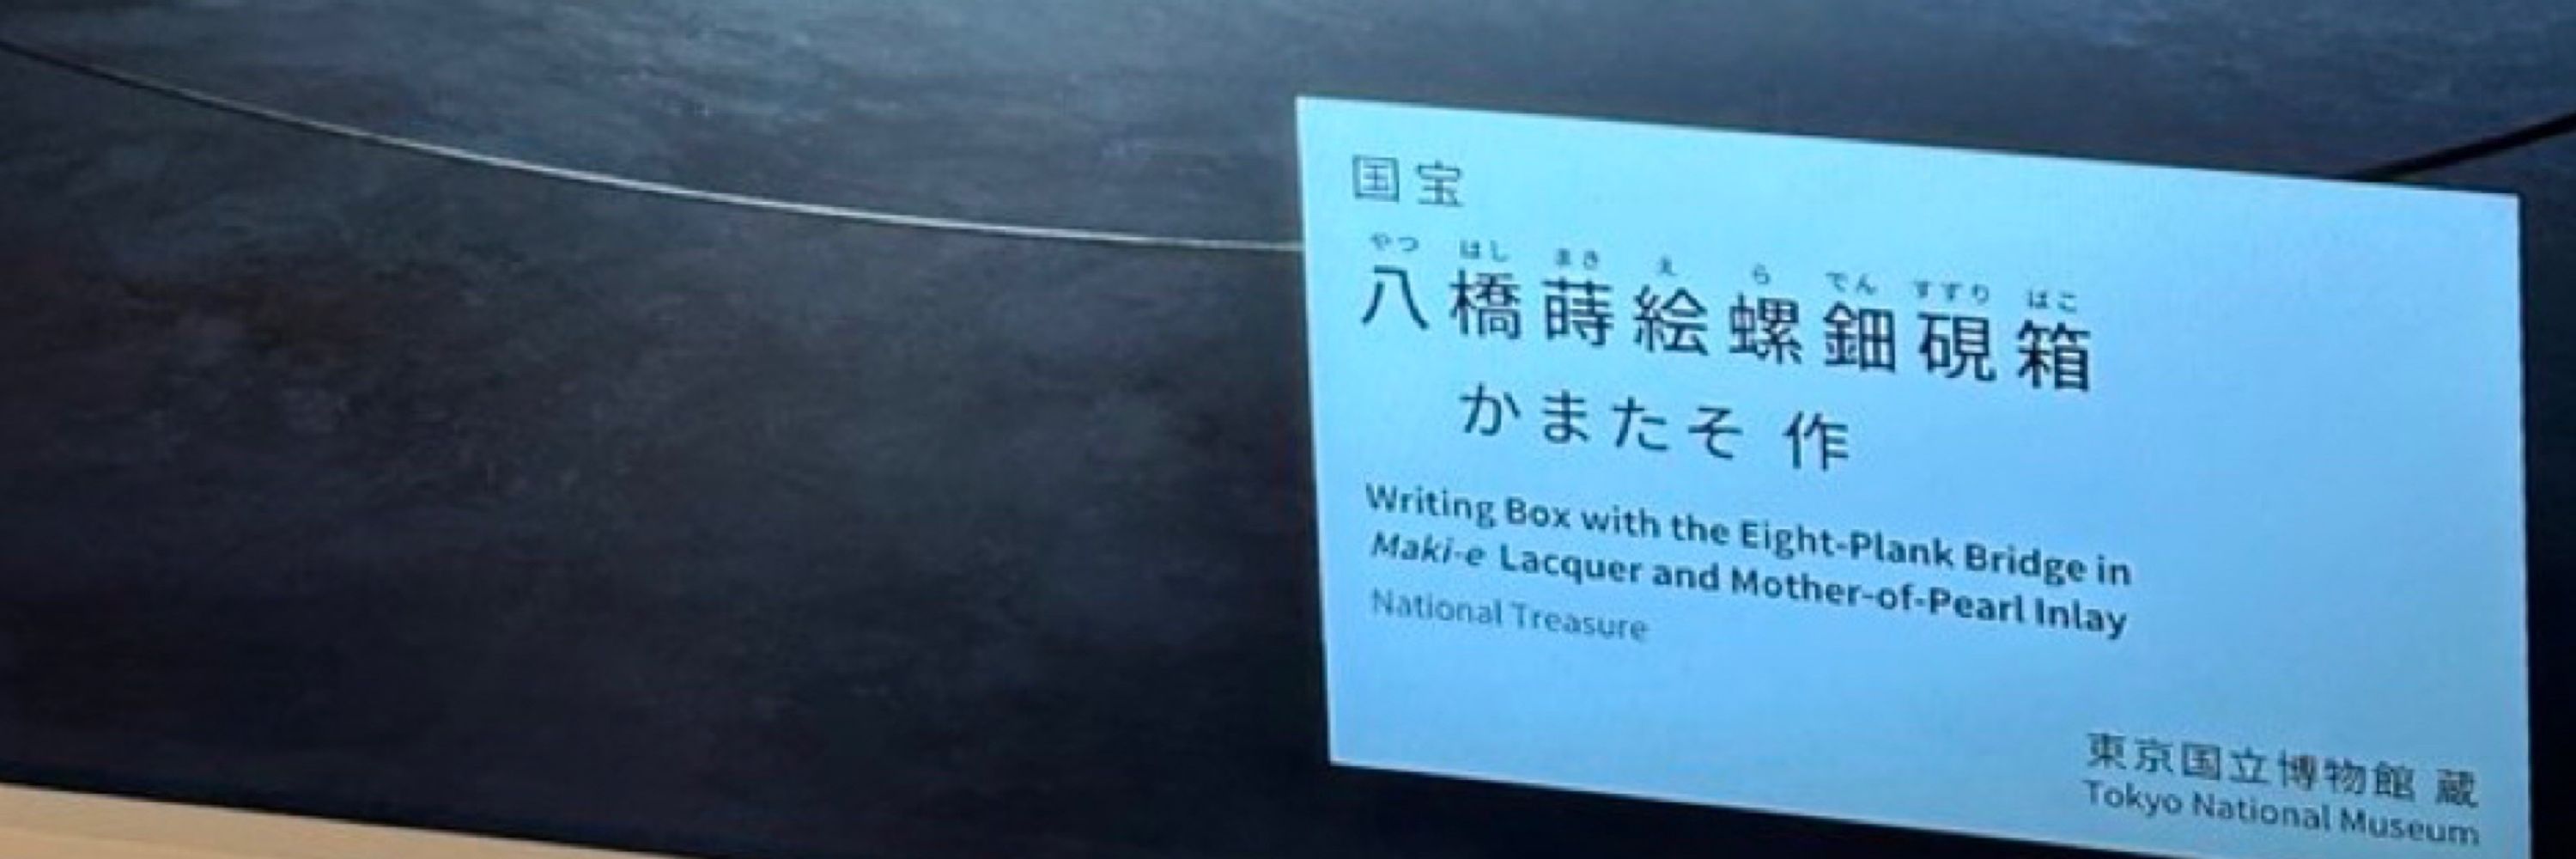 国宝
やつ はし まき え ら でん すずり ばこ
八橋蒔絵螺鈿硯箱
かまたそ 作
Writing Box with the Eight-Plank Bridge in
Maki-e Lacquer and Mother-of-Pearl Inlay
National Treasure
東京国立博物館 蔵
Tokyo National Museum